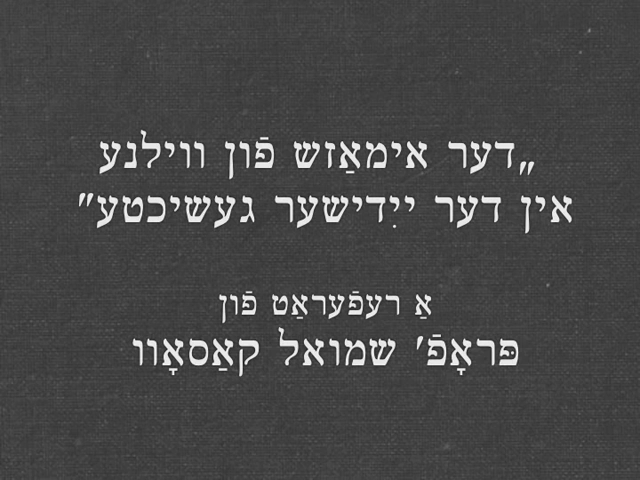 „דער אימאַזש פֿון ווילנע
אין דער ייִדישער געשיכטע"
אַ רעפֿעראַט פֿון
פּראָפֿ' שמואל קאַסאָוו